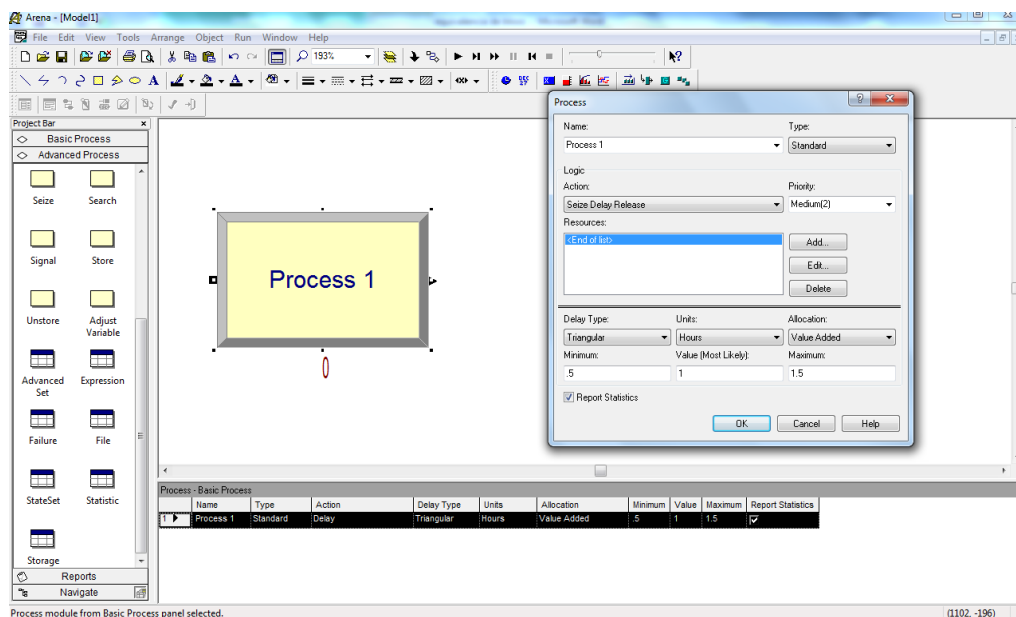 Arena - [Model1]
File Edit View Tools Arrange Object Run Window Help
193%
Project Bar
Basic Process
Advanced Process
Seize Search
Signal Store
Unstore Adjust Variable
Advanced Set Expression
Failure File
StateSet Statistic
Storage
Reports
Navigate
Process 1
0
Process
Name: Type:
Process 1 Standard
Logic
Action: Priority:
Seize Delay Release Medium(2)
Resources:
<End of list>
Add...
Edit...
Delete
Delay Type: Units: Allocation:
Triangular Hours Value Added
Minimum: Value (Most Likely): Maximum:
.5 1 1.5
Report Statistics
OK Cancel Help
Process - Basic Process
Name Type Action Delay Type Units Allocation Minimum Value Maximum Report Statistics
1 Process 1 Standard Delay Triangular Hours Value Added .5 1 1.5
Process module from Basic Process panel selected.
(1102, -196)